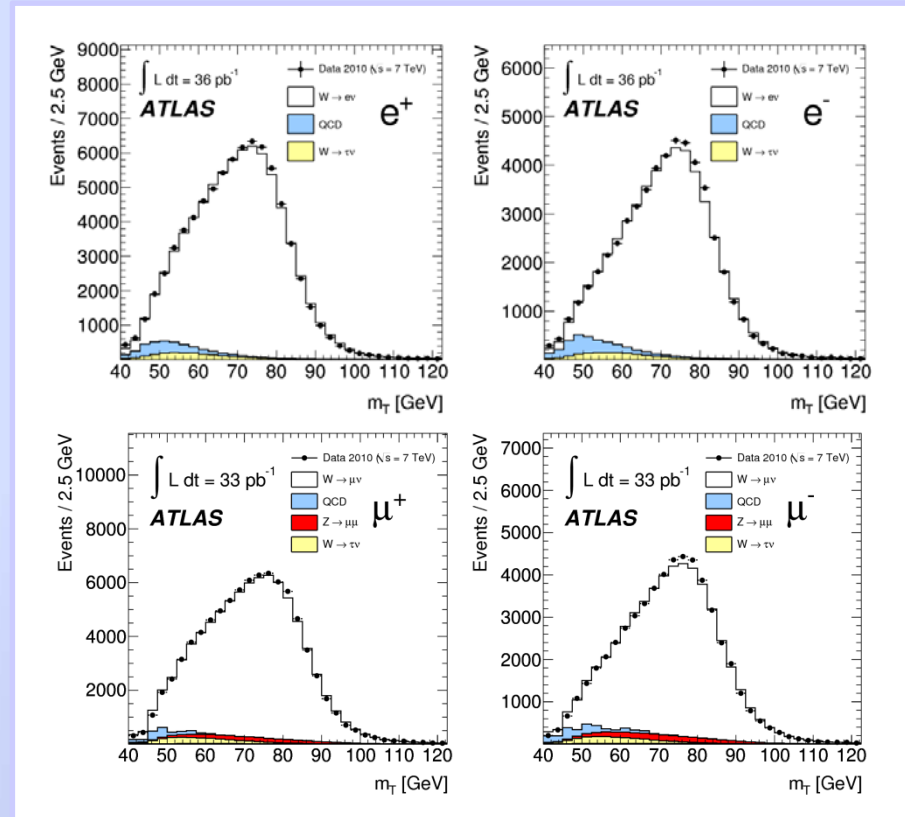 Events / 2.5 GeV
9000
8000
7000
6000
5000
4000
3000
2000
1000
∫ L dt = 36 pb⁻¹
ATLAS
e⁺
Data 2010 (√s = 7 TeV)
W → eν
QCD
W → τν
40 50 60 70 80 90 100 110 120
m_T [GeV]
Events / 2.5 GeV
6000
5000
4000
3000
2000
1000
∫ L dt = 36 pb⁻¹
ATLAS
e⁻
Data 2010 (√s = 7 TeV)
W → eν
QCD
W → τν
40 50 60 70 80 90 100 110 120
m_T [GeV]
Events / 2.5 GeV
10000
8000
6000
4000
2000
∫ L dt = 33 pb⁻¹
ATLAS
μ⁺
Data 2010 (√s = 7 TeV)
W → μν
QCD
Z → μμ
W → τν
40 50 60 70 80 90 100 110 120
m_T [GeV]
Events / 2.5 GeV
7000
6000
5000
4000
3000
2000
1000
∫ L dt = 33 pb⁻¹
ATLAS
μ⁻
Data 2010 (√s = 7 TeV)
W → μν
QCD
Z → μμ
W → τν
40 50 60 70 80 90 100 110 120
m_T [GeV]